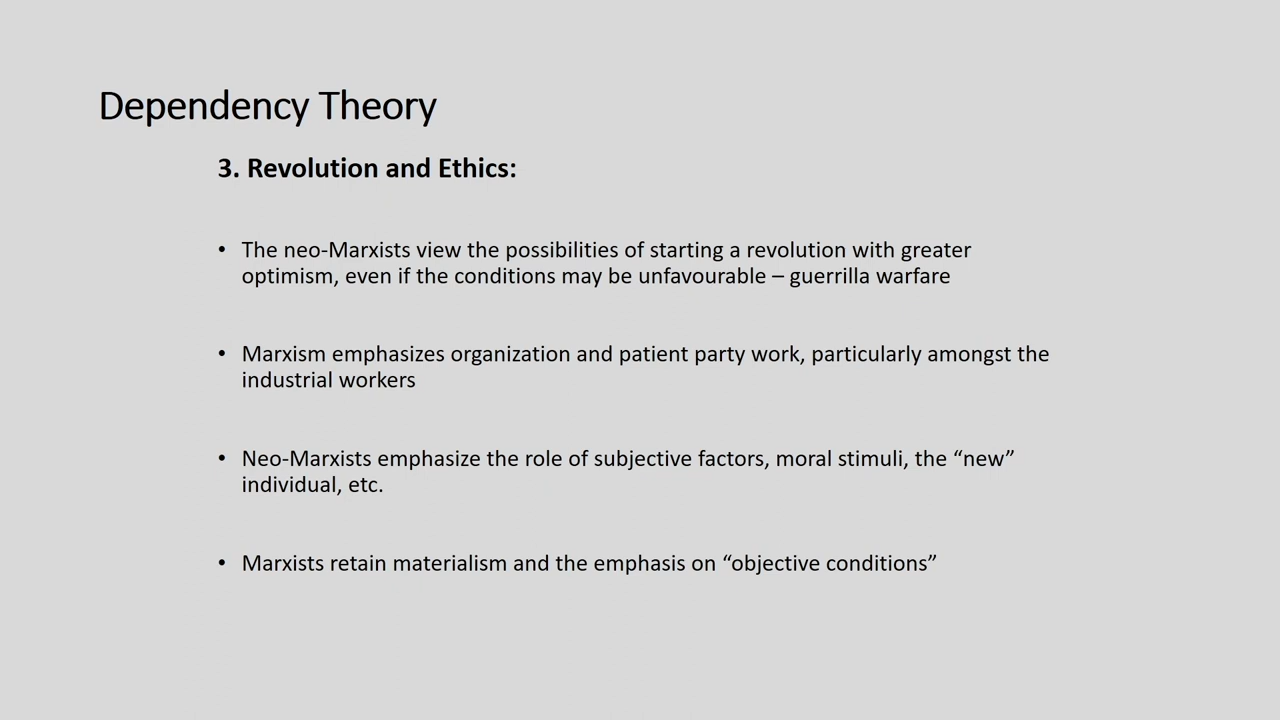 Dependency Theory
3. Revolution and Ethics:
• The neo-Marxists view the possibilities of starting a revolution with greater
optimism, even if the conditions may be unfavourable – guerrilla warfare
• Marxism emphasizes organization and patient party work, particularly amongst the
industrial workers
• Neo-Marxists emphasize the role of subjective factors, moral stimuli, the “new”
individual, etc.
• Marxists retain materialism and the emphasis on “objective conditions”